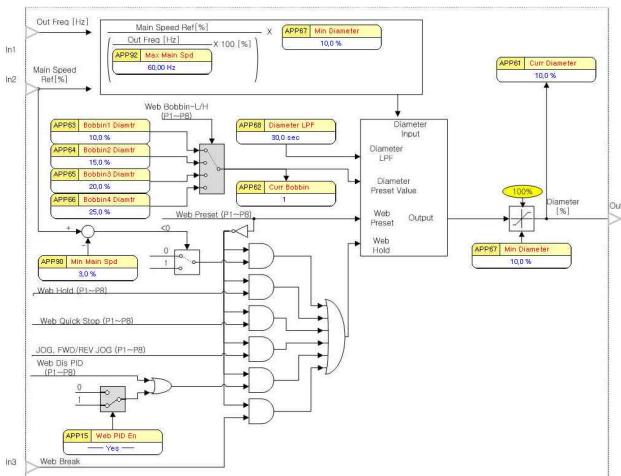 Out Freq [Hz]
In1
Main Speed Ref[%]
Out Freq [Hz]
X 100 [%]
APP92 Max Main Spd
60,00 Hz
X
APP67 Min Diameter
10,0 %
APP61 Curr Diameter
10,0 %
In2
Main Speed
Ref[%]
Web Bobbin-L/H
(P1~P8)
APP63 Bobbin1 Diamtr
10,0 %
APP64 Bobbin2 Diamtr
15,0 %
APP65 Bobbin3 Diamtr
20,0 %
APP66 Bobbin4 Diamtr
25,0 %
APP68 Diameter LPF
30,0 sec
APP62 Curr Bobbin
1
Diameter
Input
Diameter
LPF
Diameter
Preset Value
Web
Preset
Output
Web
Hold
100%
Diameter
[%]
Out
APP67 Min Diameter
10,0 %
Web Preset (P1~P8)
+
-
<0
0
1
APP90 Min Main Spd
3,0 %
Web Hold (P1~P8)
Web Quick Stop (P1~P8)
JOG, FWD/REV JOG (P1~P8)
Web Dis PID
(P1~P8)
0
1
APP15 Web PID En
Yes
In3
Web Break